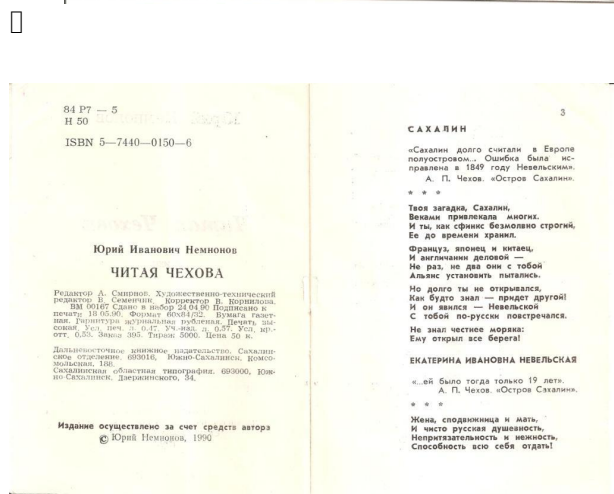 84 Р7 — 5
Н 50
ISBN 5—7440—0150—6
Юрий Иванович Немнонов
ЧИТАЯ ЧЕХОВА
Редактор А. Смирнов. Художественно-технический
редактор В. Семенчик. Корректор В. Корнилова.
ВМ 00167 Сдано в набор 24.04.90 Подписано к
печати 18.05.90. Формат 60х84/32. Бумага газет-
ная. Гарнитура журнальная рубленая. Печать вы-
сокая. Усл. печ. л. 0.47. Уч.-изд. л. 0.57. Усл. кр.-
отт. 0.53. Заказ 395. Тираж 5000. Цена 50 к.
Дальневосточное книжное издательство, Сахалин-
ское отделение. 693016, Южно-Сахалинск, Комсо-
мольская, 168.
Сахалинская областная типография. 693000, Юж-
но-Сахалинск, Дзержинского, 34.
Издание осуществлено за счет средств автора
© Юрий Немнонов, 1990
3
САХАЛИН
«Сахалин долго считали в Европе
полуостровом... Ошибка была ис-
правлена в 1849 году Невельским».
А. П. Чехов. «Остров Сахалин».
* * *
Твоя загадка, Сахалин,
Веками привлекала многих.
И ты, как сфинкс безмолвно строгий,
Ее до времени хранил.
Француз, японец и китаец,
И англичанин деловой —
Не раз, не два они с тобой
Альянс установить пытались.
Но долго ты не открывался,
Как будто знал — придет другой!
И он явился — Невельской
С тобой по-русски повстречался.
Не знал честнее моряка:
Ему открыл все берега!
ЕКАТЕРИНА ИВАНОВНА НЕВЕЛЬСКАЯ
«...ей было тогда только 19 лет».
А. П. Чехов. «Остров Сахалин».
* * *
Жена, сподвижница и мать,
И чисто русская душевность,
Непритязательность и нежность,
Способность всю себя отдать!